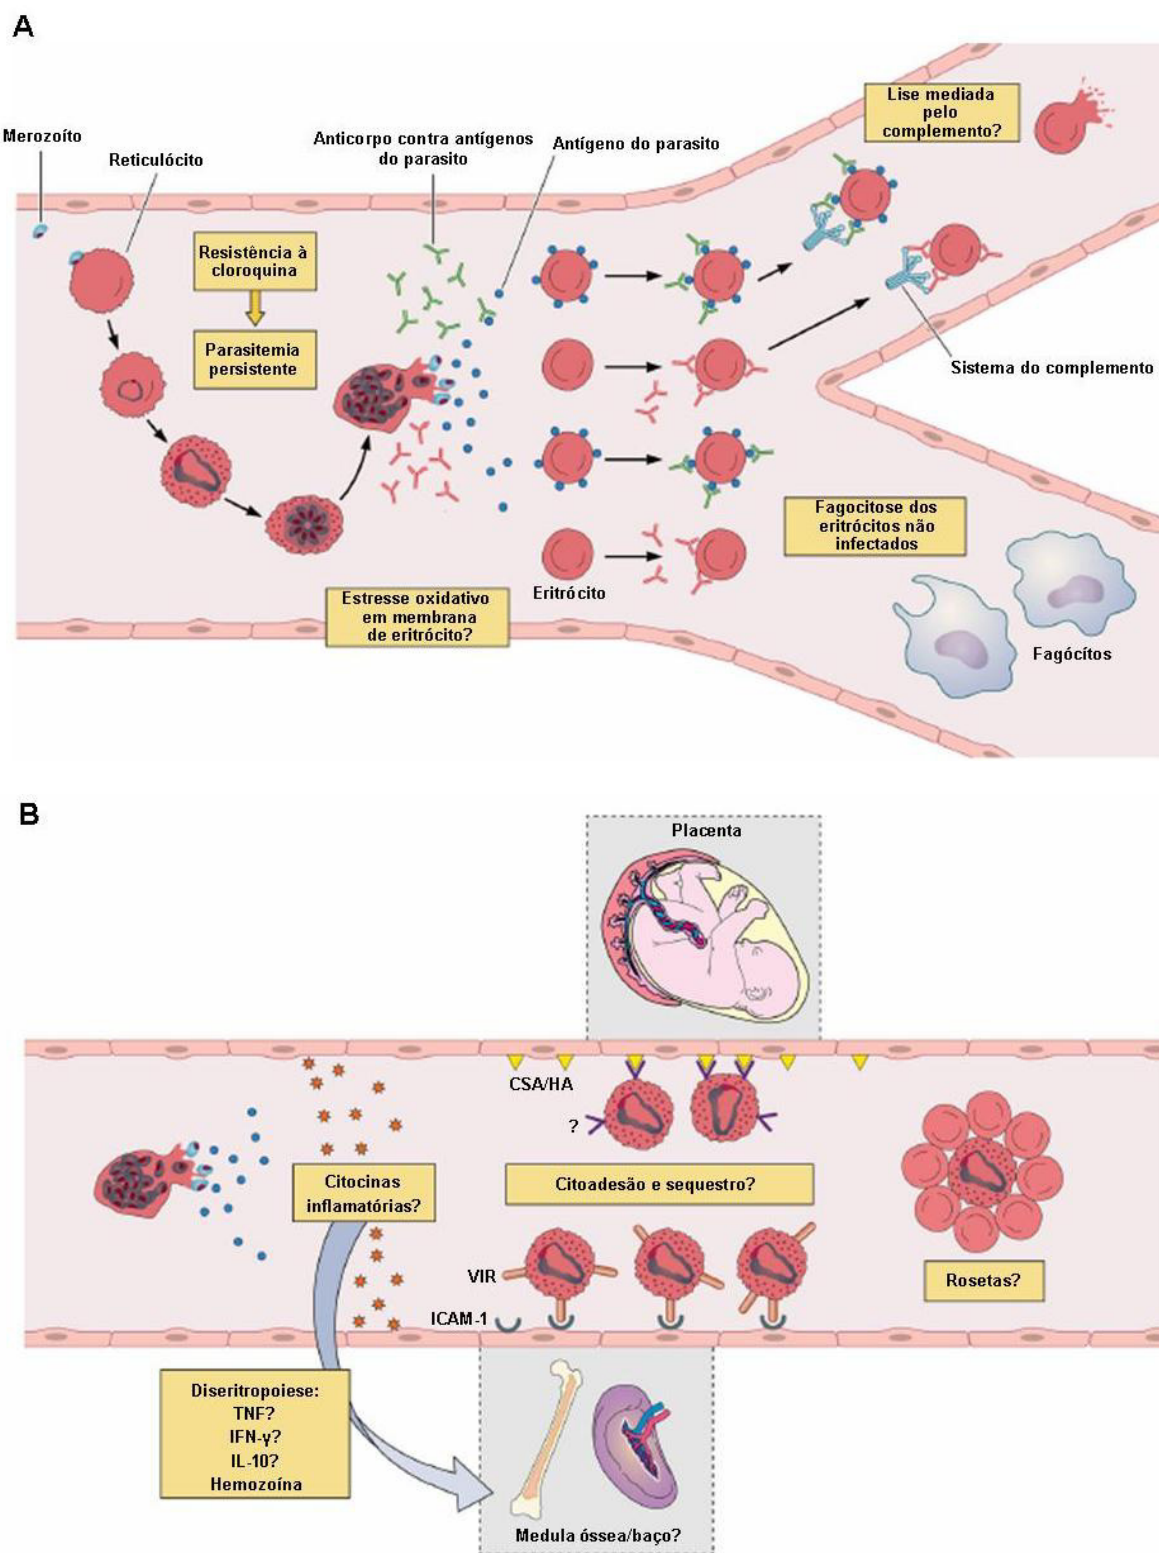 A
Lise mediada
pelo
complemento?
Merozoíto
Reticulócito
Anticorpo contra antígenos
do parasito
Antígeno do parasito
Resistência à
cloroquina
Parasitemia
persistente
Sistema do complemento
Fagocitose dos
eritrócitos não
infectados
Estresse oxidativo
em membrana
de eritrócito?
Eritrócito
Fagócítos
B
Placenta
CSA/HA
?
Citocinas
inflamatórias?
Citoadesão e sequestro?
VIR
ICAM-1
Rosetas?
Diseritropoiese:
TNF?
IFN-γ?
IL-10?
Hemozoína
Medula óssea/baço?